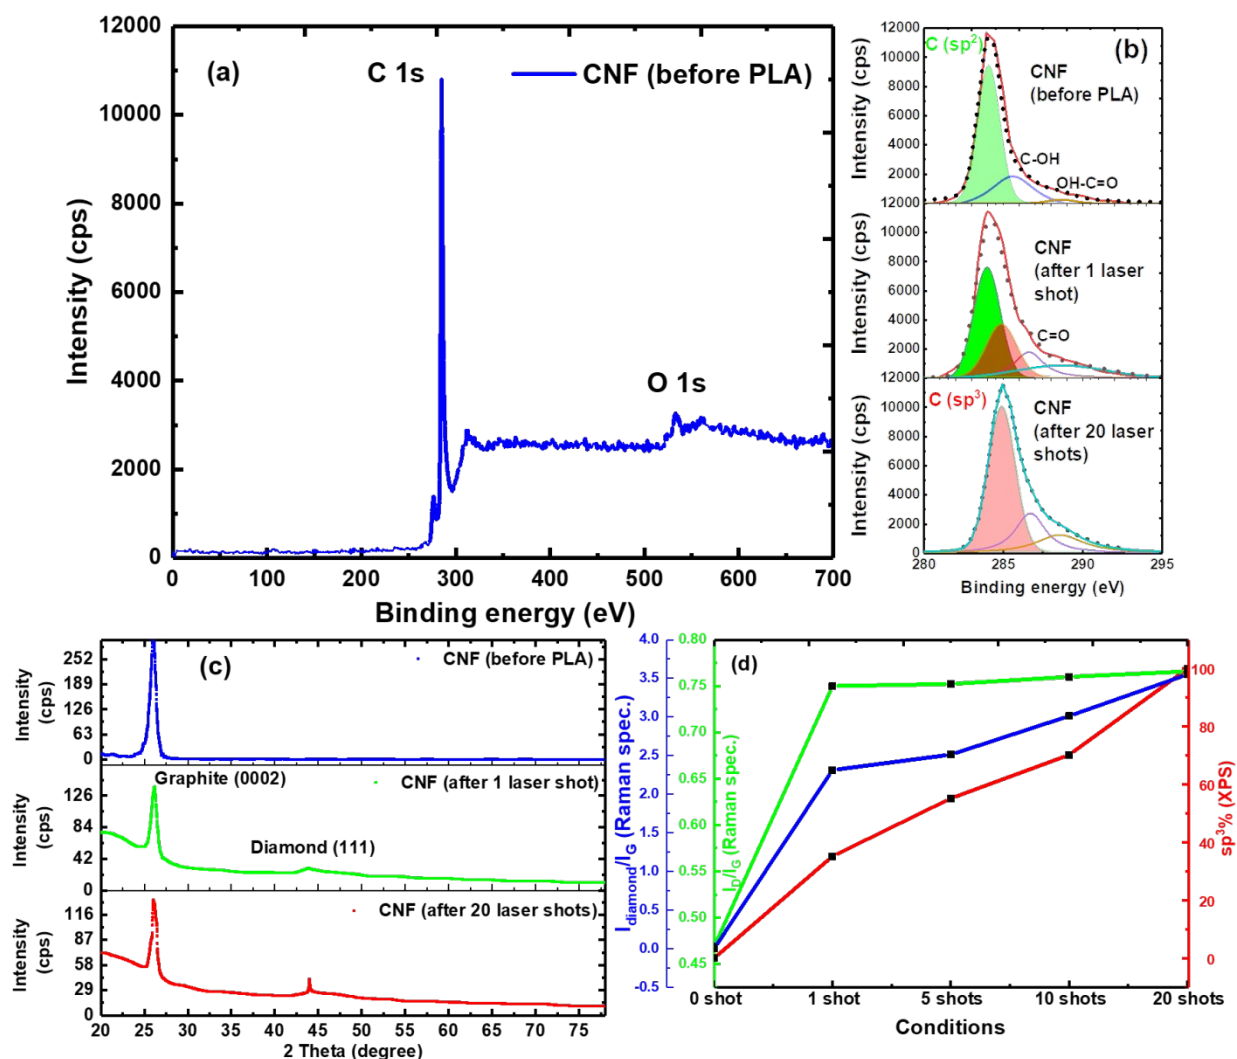 (a)
C 1s
CNF (before PLA)
O 1s
Intensity (cps)
12000
10000
8000
6000
4000
2000
0
0 100 200 300 400 500 600 700
Binding energy (eV)
(b)
C (sp²)
CNF
(before PLA)
C-OH
OH-C=O
Intensity (cps)
12000
10000
8000
6000
4000
2000
12000
CNF
(after 1 laser
shot)
C=O
Intensity (cps)
10000
8000
6000
4000
2000
12000
C (sp³)
CNF
(after 20 laser
shots)
Intensity (cps)
10000
8000
6000
4000
2000
0
280 285 290 295
Binding energy (eV)
(c)
CNF (before PLA)
Intensity
(cps)
252
189
126
63
0
Graphite (0002)
CNF (after 1 laser shot)
Diamond (111)
Intensity
(cps)
126
84
42
0
CNF (after 20 laser shots)
Intensity
(cps)
116
87
58
29
0
20 25 30 35 40 45 50 55 60 65 70 75
2 Theta (degree)
(d)
I_diamond/I_G (Raman spec.)
4.0
3.5
3.0
2.5
2.0
1.5
1.0
0.5
0.0
-0.5
I_D/I_G (Raman spec.)
0.80
0.75
0.70
0.65
0.60
0.55
0.50
0.45
sp³% (XPS)
100
80
60
40
20
0
0 shot 1 shot 5 shots 10 shots 20 shots
Conditions